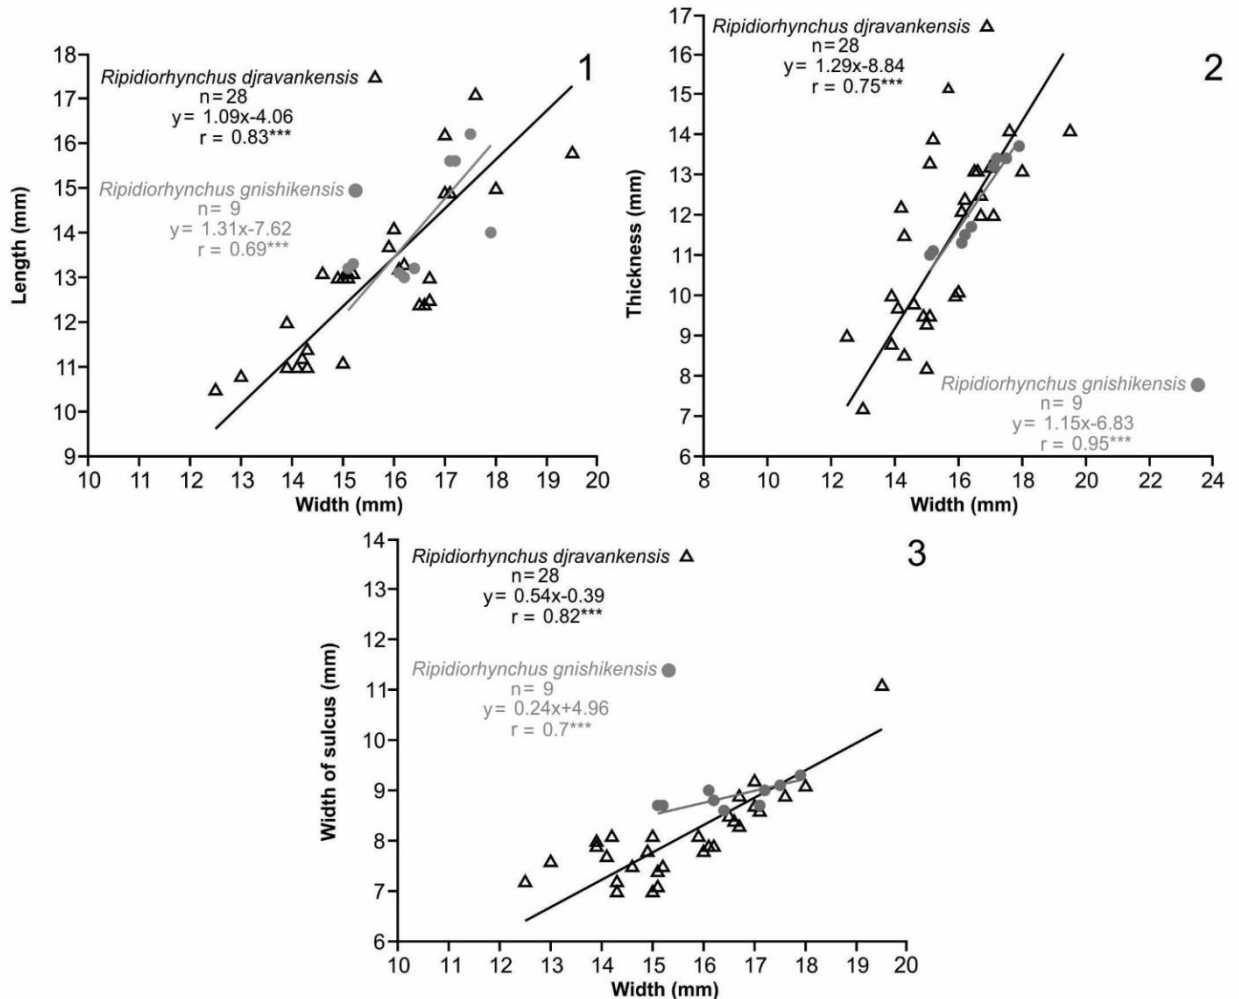 1
Ripidiorhynchus djravankensis
n=28
y= 1.09x-4.06
r = 0.83***
Ripidiorhynchus gnishikensis
n= 9
y= 1.31x-7.62
r = 0.69***
Length (mm)
18
17
16
15
14
13
12
11
10
9
10 11 12 13 14 15 16 17 18 19 20
Width (mm)
2
Ripidiorhynchus djravankensis
n=28
y= 1.29x-8.84
r = 0.75***
Thickness (mm)
17
16
15
14
13
12
11
10
9
8
7
6
Ripidiorhynchus gnishikensis
n= 9
y= 1.15x-6.83
r = 0.95***
8 10 12 14 16 18 20 22 24
Width (mm)
3
Ripidiorhynchus djravankensis
n=28
y= 0.54x-0.39
r = 0.82***
Ripidiorhynchus gnishikensis
n= 9
y= 0.24x+4.96
r = 0.7***
Width of sulcus (mm)
14
13
12
11
10
9
8
7
6
10 11 12 13 14 15 16 17 18 19 20
Width (mm)